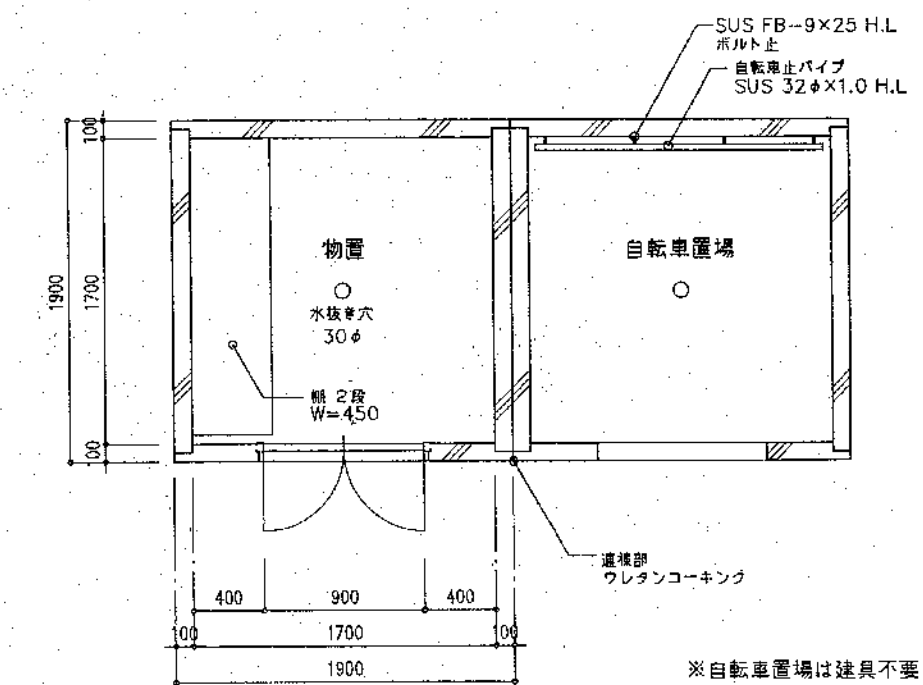 SUS FB-9×25 H.L
ボルト止
自転車止パイプ
SUS 32φ×1.0 H.L
100
1900
1700
100
物置
水抜き穴
30φ
自転車置場
棚 2段
W=450
連棟部
ウレタンコーキング
400
900
400
100
1700
100
1900
※自転車置場は建具不要